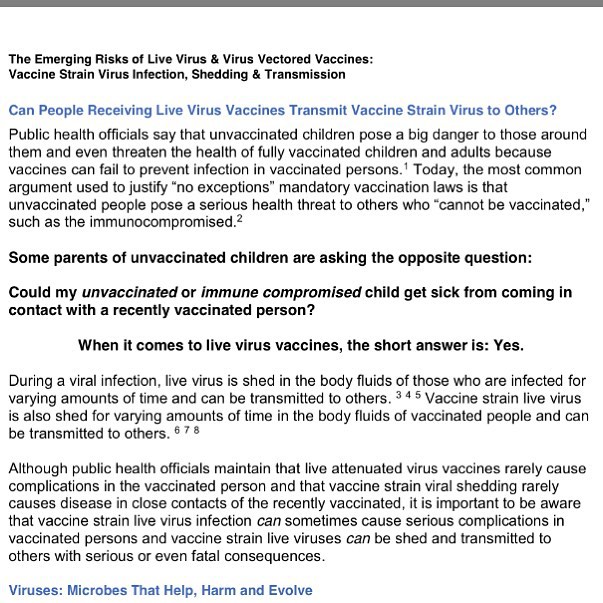 The Emerging Risks of Live Virus & Virus Vectored Vaccines:
Vaccine Strain Virus Infection, Shedding & Transmission
Can People Receiving Live Virus Vaccines Transmit Vaccine Strain Virus to Others?
Public health officials say that unvaccinated children pose a big danger to those around
them and even threaten the health of fully vaccinated children and adults because
vaccines can fail to prevent infection in vaccinated persons.¹ Today, the most common
argument used to justify “no exceptions” mandatory vaccination laws is that
unvaccinated people pose a serious health threat to others who “cannot be vaccinated,”
such as the immunocompromised.²
Some parents of unvaccinated children are asking the opposite question:
Could my unvaccinated or immune compromised child get sick from coming in
contact with a recently vaccinated person?
When it comes to live virus vaccines, the short answer is: Yes.
During a viral infection, live virus is shed in the body fluids of those who are infected for
varying amounts of time and can be transmitted to others. ³ ⁴ ⁵ Vaccine strain live virus
is also shed for varying amounts of time in the body fluids of vaccinated people and can
be transmitted to others. ⁶ ⁷ ⁸
Although public health officials maintain that live attenuated virus vaccines rarely cause
complications in the vaccinated person and that vaccine strain viral shedding rarely
causes disease in close contacts of the recently vaccinated, it is important to be aware
that vaccine strain live virus infection can sometimes cause serious complications in
vaccinated persons and vaccine strain live viruses can be shed and transmitted to
others with serious or even fatal consequences.
Viruses: Microbes That Help, Harm and Evolve